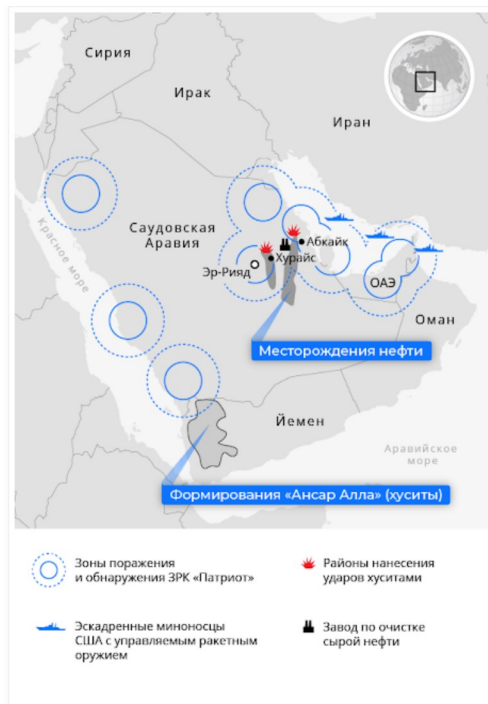 Сирия
Ирак
Иран
Саудовская
Аравия
Красное море
Абкайк
Хурайс
Эр-Рияд
ОАЭ
Оман
Месторождения нефти
Йемен
Аравийское
море
Формирования «Ансар Алла» (хуситы)
Зоны поражения
и обнаружения ЗРК «Патриот»
Районы нанесения
ударов хуситами
Эскадренные миноносцы
США с управляемым ракетным
оружием
Завод по очистке
сырой нефти